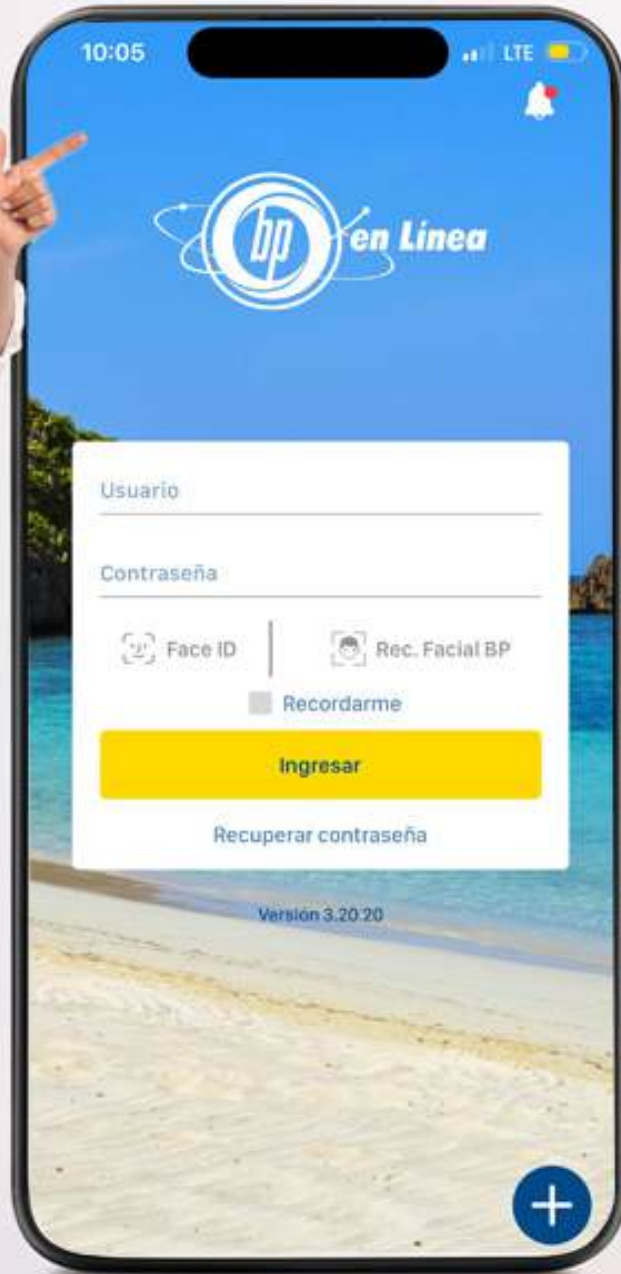 10:05
LTE
bp en Línea
Usuario
Contraseña
Face ID
Rec. Facial BP
Recordarme
Ingresar
Recuperar contraseña
Versión 3.20.20